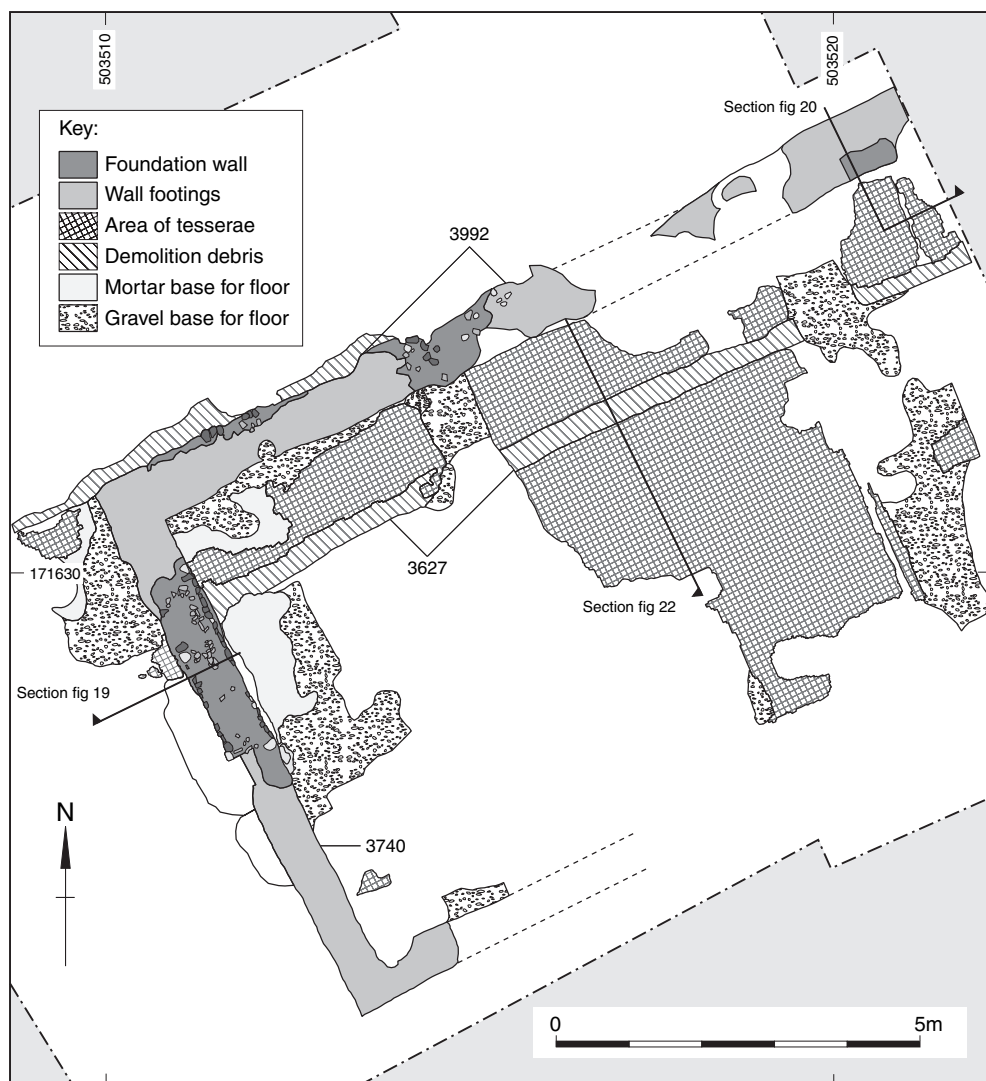 503510
503520
Section fig 20
Key:
Foundation wall
Wall footings
Area of tesserae
Demolition debris
Mortar base for floor
Gravel base for floor
3992
171630
3627
Section fig 22
Section fig 19
N
3740
0
5m